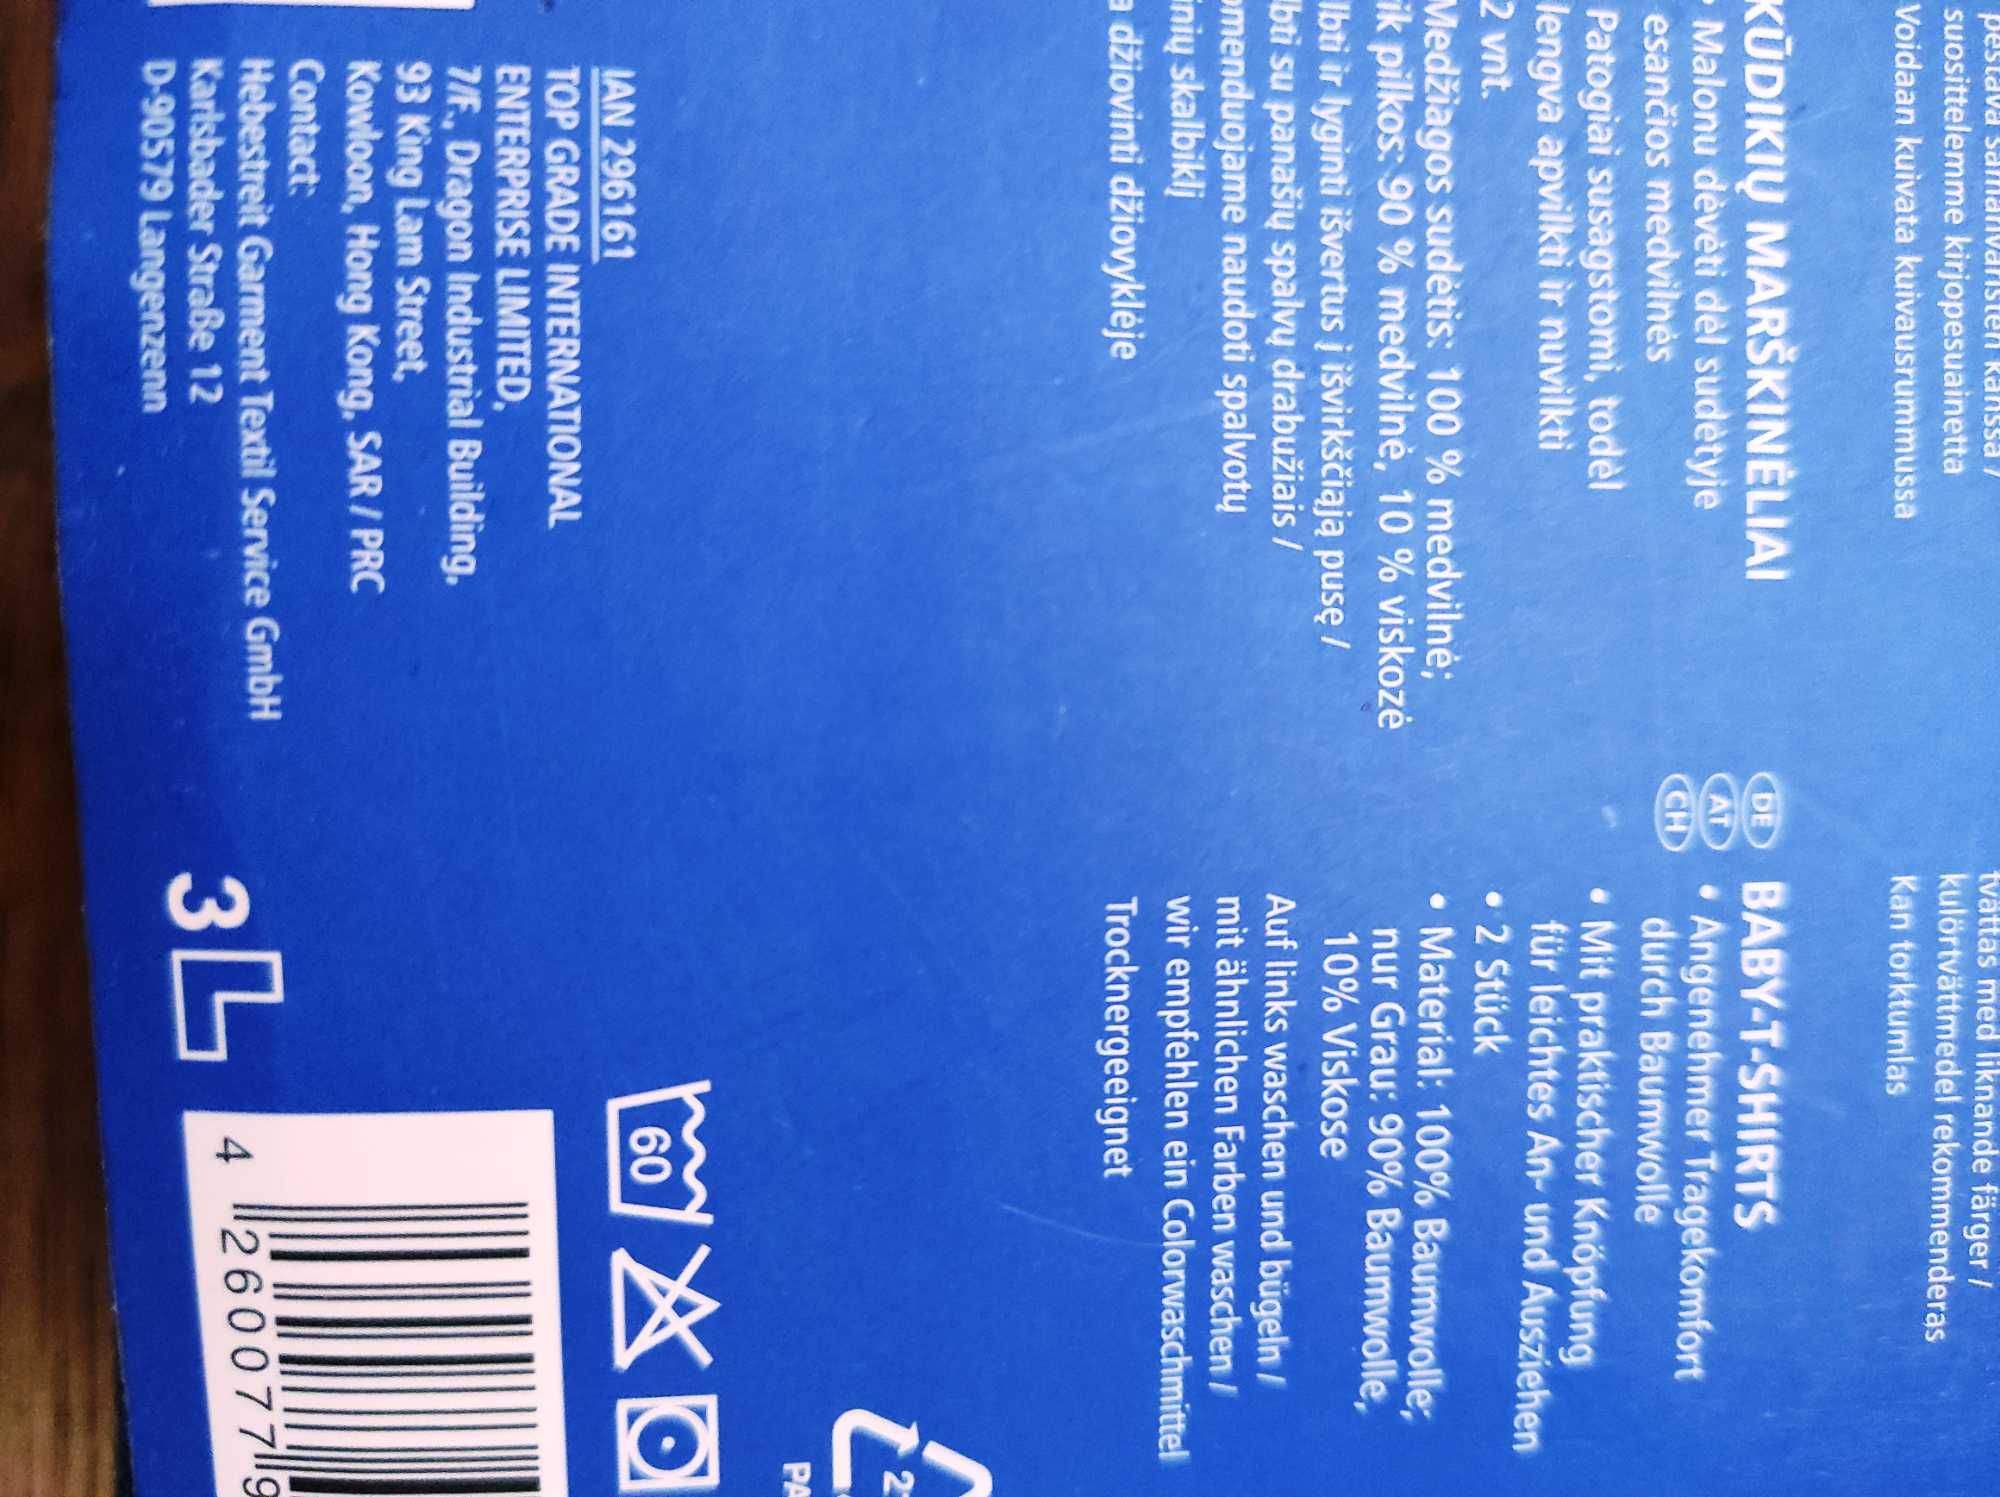 pestävä samanväristen kanssa /
suosittelemme kirjopesuainetta
Voidaan kuivata kuivausrummussa
tvättas med liknande färger /
kulörtvättmedel rekommenderas
Kan torktumlas
KŪDIKIŲ MARŠKINĖLIAI
• Malonu dėvėti dėl sudėtyje
esančios medvilnės
Patogiai susagstomi, todėl
lengva apvilkti ir nuvilkti
2 vnt.
Medžiagos sudėtis: 100 % medvilnė;
ik pilkos: 90 % medvilnė, 10 % viskozė
lbti ir lyginti išvertus į išvirkščiąją pusę /
lbti su panašių spalvų drabužiais /
omenduojame naudoti spalvotų
inių skalbiklį
a džiovinti džiovyklėje
DE
AT
CH
BABY-T-SHIRTS
• Angenehmer Tragekomfort
durch Baumwolle
• Mit praktischer Knöpfung
für leichtes An- und Ausziehen
• 2 Stück
• Material: 100% Baumwolle;
nur Grau: 90% Baumwolle,
10% Viskose
Auf links waschen und bügeln /
mit ähnlichen Farben waschen /
wir empfehlen ein Colorwaschmittel
Trocknergeeignet
IAN 296161
TOP GRADE INTERNATIONAL
ENTERPRISE LIMITED,
7/F., Dragon Industrial Building,
93 King Lam Street,
Kowloon, Hong Kong, SAR / PRC
Contact:
Hebestreit Garment Textil Service GmbH
Karlsbader Straße 12
D-90579 Langenzenn
60
2
PA
3 L
4 260077 9